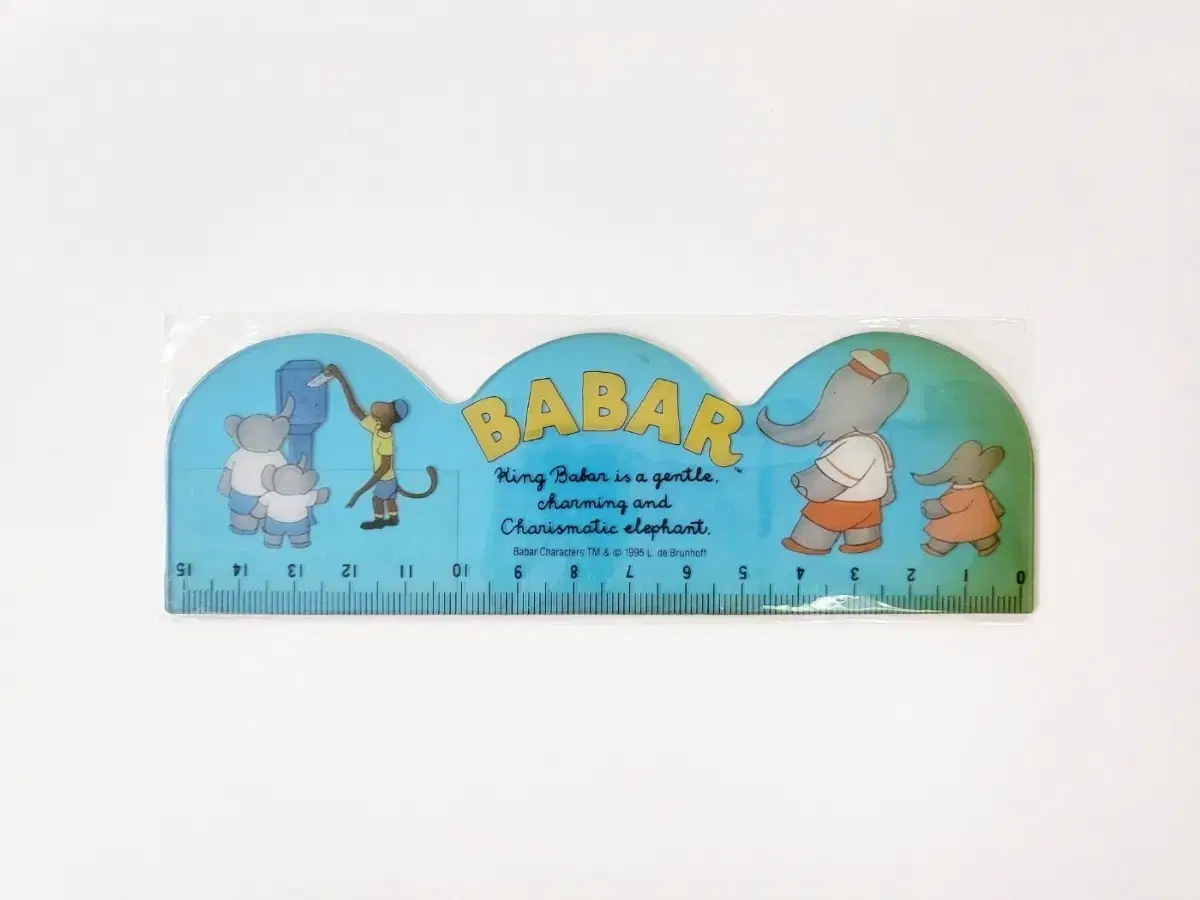 BABAR
™
King Babar is a gentle,
charming and
Charismatic elephant.
Babar Characters TM & © 1995 L. de Brunhoff
15 14 13 12 11 10 9 8 7 6 5 4 3 2 1 0